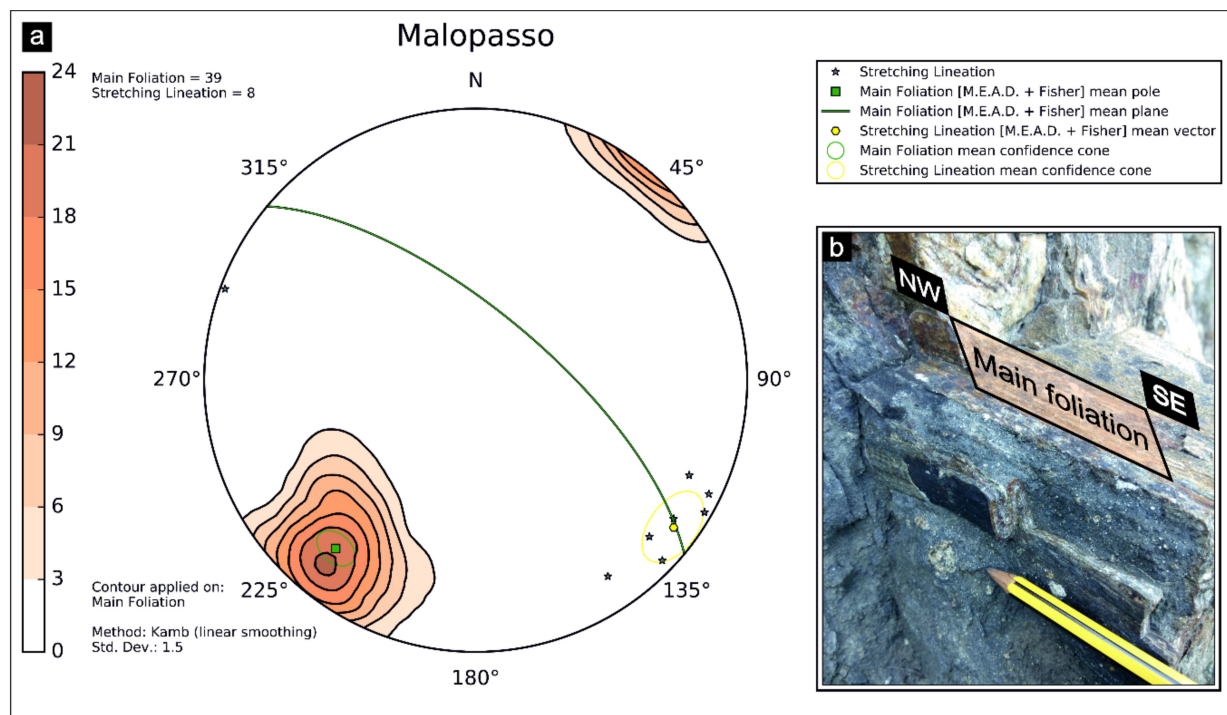 a
Malopasso
Main Foliation = 39
Stretching Lineation = 8
24
21
18
15
12
9
6
3
0
N
45°
90°
135°
180°
225°
270°
315°
Contour applied on:
Main Foliation
Method: Kamb (linear smoothing)
Std. Dev.: 1.5
Stretching Lineation
Main Foliation [M.E.A.D. + Fisher] mean pole
Main Foliation [M.E.A.D. + Fisher] mean plane
Stretching Lineation [M.E.A.D. + Fisher] mean vector
Main Foliation mean confidence cone
Stretching Lineation mean confidence cone
b
NW
Main foliation
SE